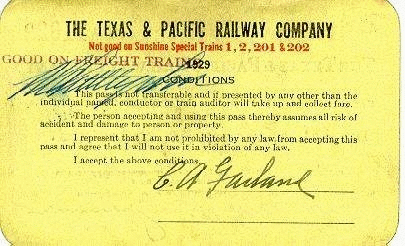 THE TEXAS & PACIFIC RAILWAY COMPANY
Not good on Sunshine Special Trains 1, 2, 201 & 202
GOOD ON FREIGHT TRAINS
1929
CONDITIONS
This pass is not transferable and if presented by any other than the
individual named, conductor or train auditor will take up and collect fare.
The person accepting and using this pass thereby assumes all risk of
accident and damage to person or property.
I represent that I am not prohibited by any law from accepting this
pass and agree that I will not use it in violation of any law.
I accept the above conditions.
C A Garland